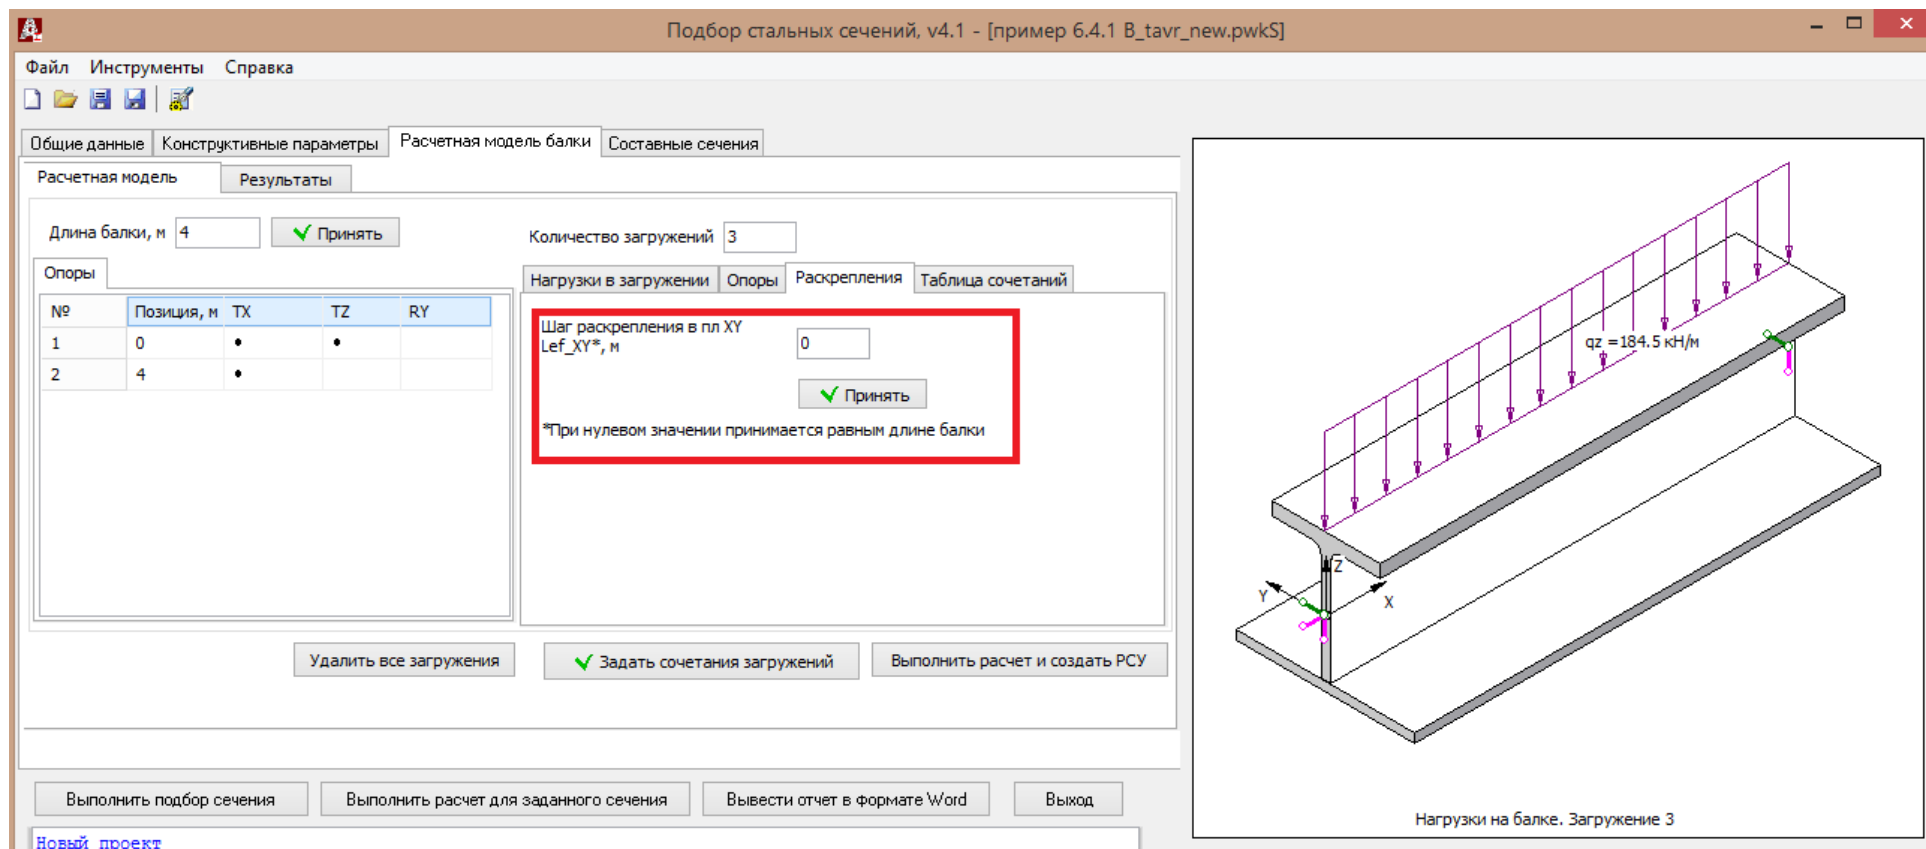 Подбор стальных сечений, v4.1 - [пример 6.4.1 B_tavr_new.pwkS]
Файл Инструменты Справка
Общие данные Конструктивные параметры Расчетная модель балки Составные сечения
Расчетная модель Результаты
Длина балки, м 4 Принять
Количество загружений 3
Опоры
№ Позиция, м TX TZ RY
1 0 • •
2 4 •
Нагрузки в загружении Опоры Раскрепления Таблица сочетаний
Шаг раскрепления в пл XY
Lef_XY*, м 0
Принять
*При нулевом значении принимается равным длине балки
Удалить все загружения Задать сочетания загружений Выполнить расчет и создать РСУ
Выполнить подбор сечения Выполнить расчет для заданного сечения Вывести отчет в формате Word Выход
Новый проект
qz =184.5 кН/м
Z
Y
X
Нагрузки на балке. Загружение 3